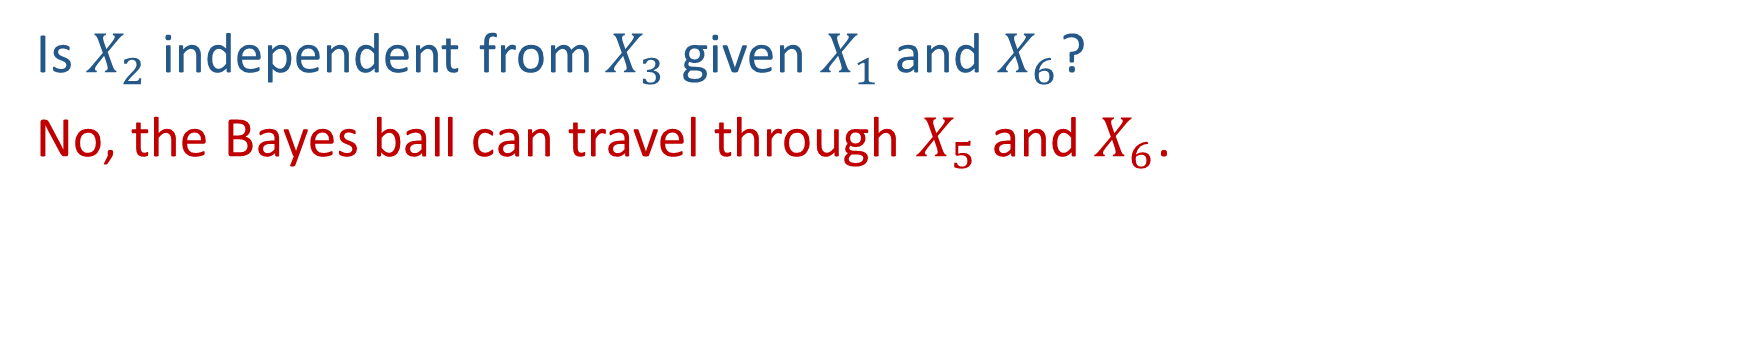 Is X₂ independent from X₃ given X₁ and X₆?
No, the Bayes ball can travel through X₅ and X₆.